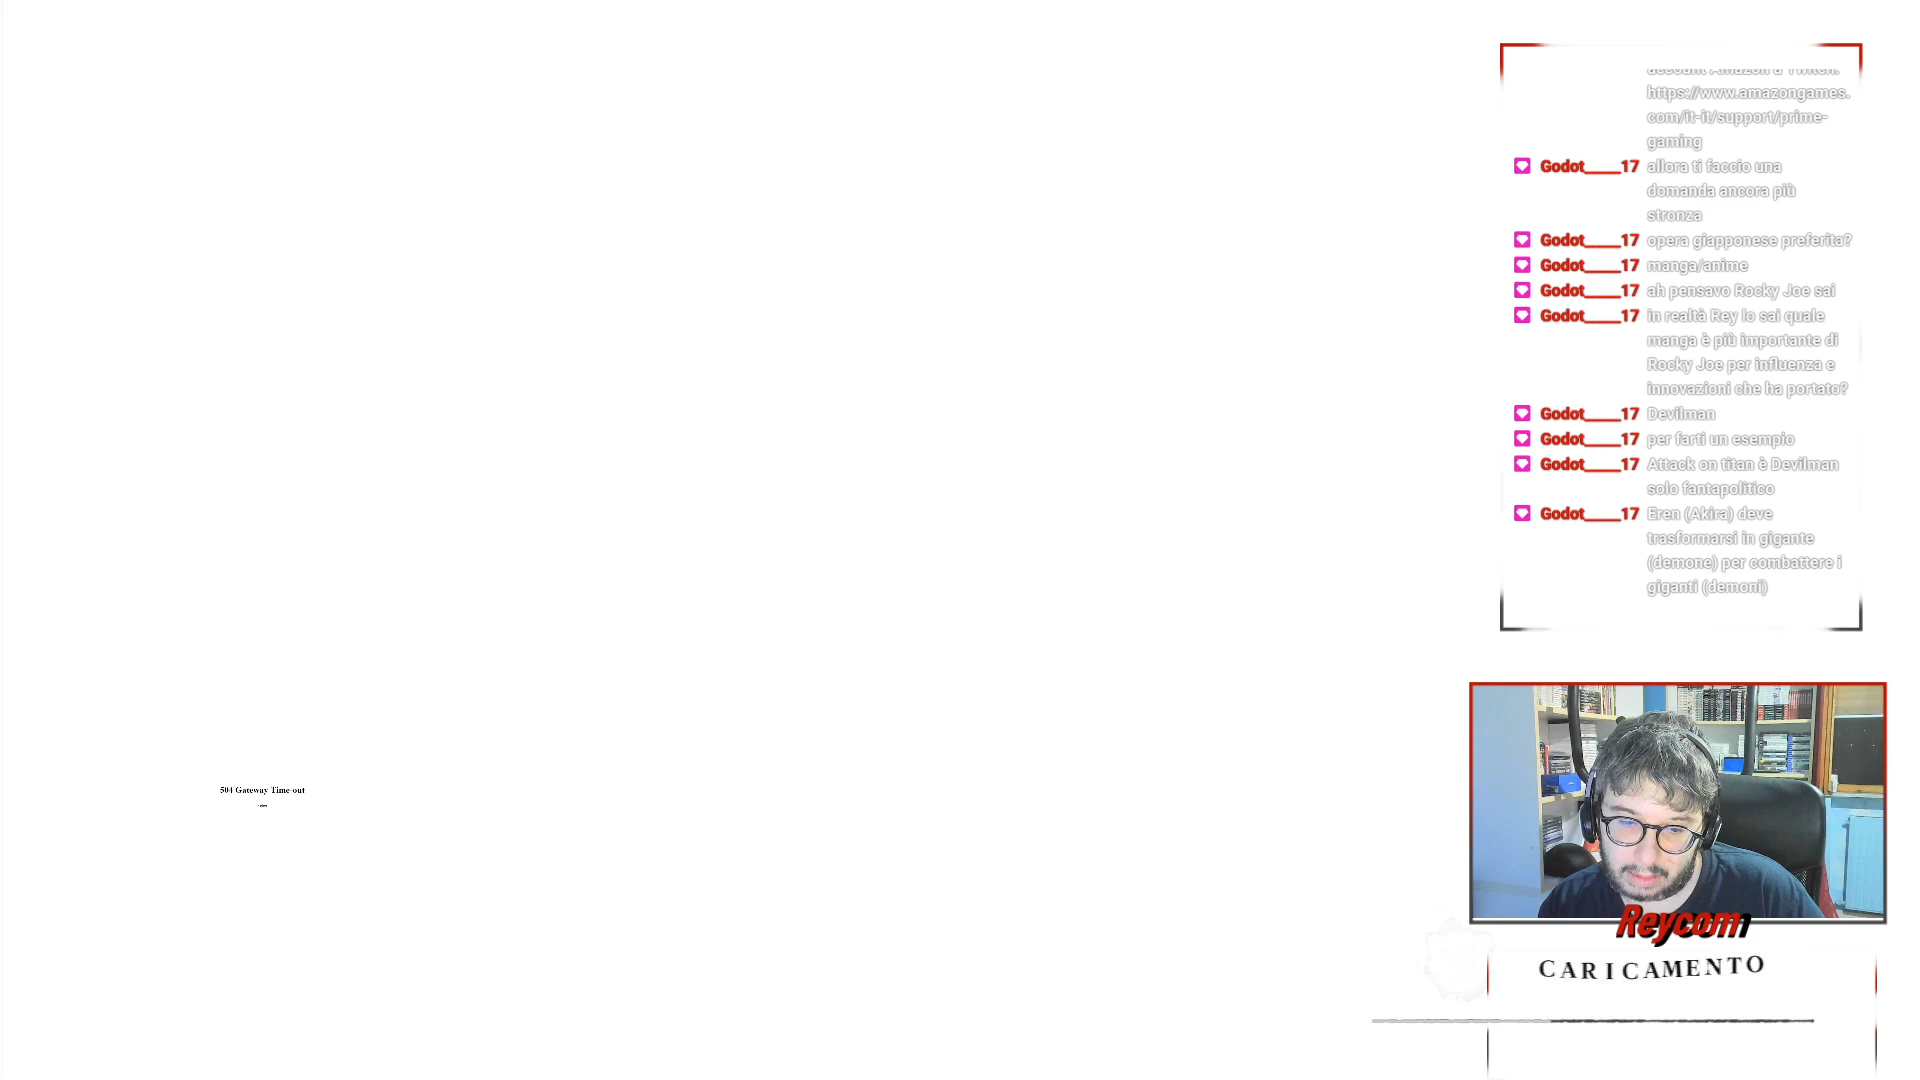 account Amazon a Twitch.
https://www.amazongames.
com/it-it/support/prime-
gaming
Godot____17 allora ti faccio una
domanda ancora più
stronza
Godot____17 opera giapponese preferita?
Godot____17 manga/anime
Godot____17 ah pensavo Rocky Joe sai
Godot____17 in realtà Rey lo sai quale
manga è più importante di
Rocky Joe per influenza e
innovazioni che ha portato?
Godot____17 Devilman
Godot____17 per farti un esempio
Godot____17 Attack on titan è Devilman
solo fantapolitico
Godot____17 Eren (Akira) deve
trasformarsi in gigante
(demone) per combattere i
giganti (demoni)
504 Gateway Time-out
Reycom
CARICAMENTO